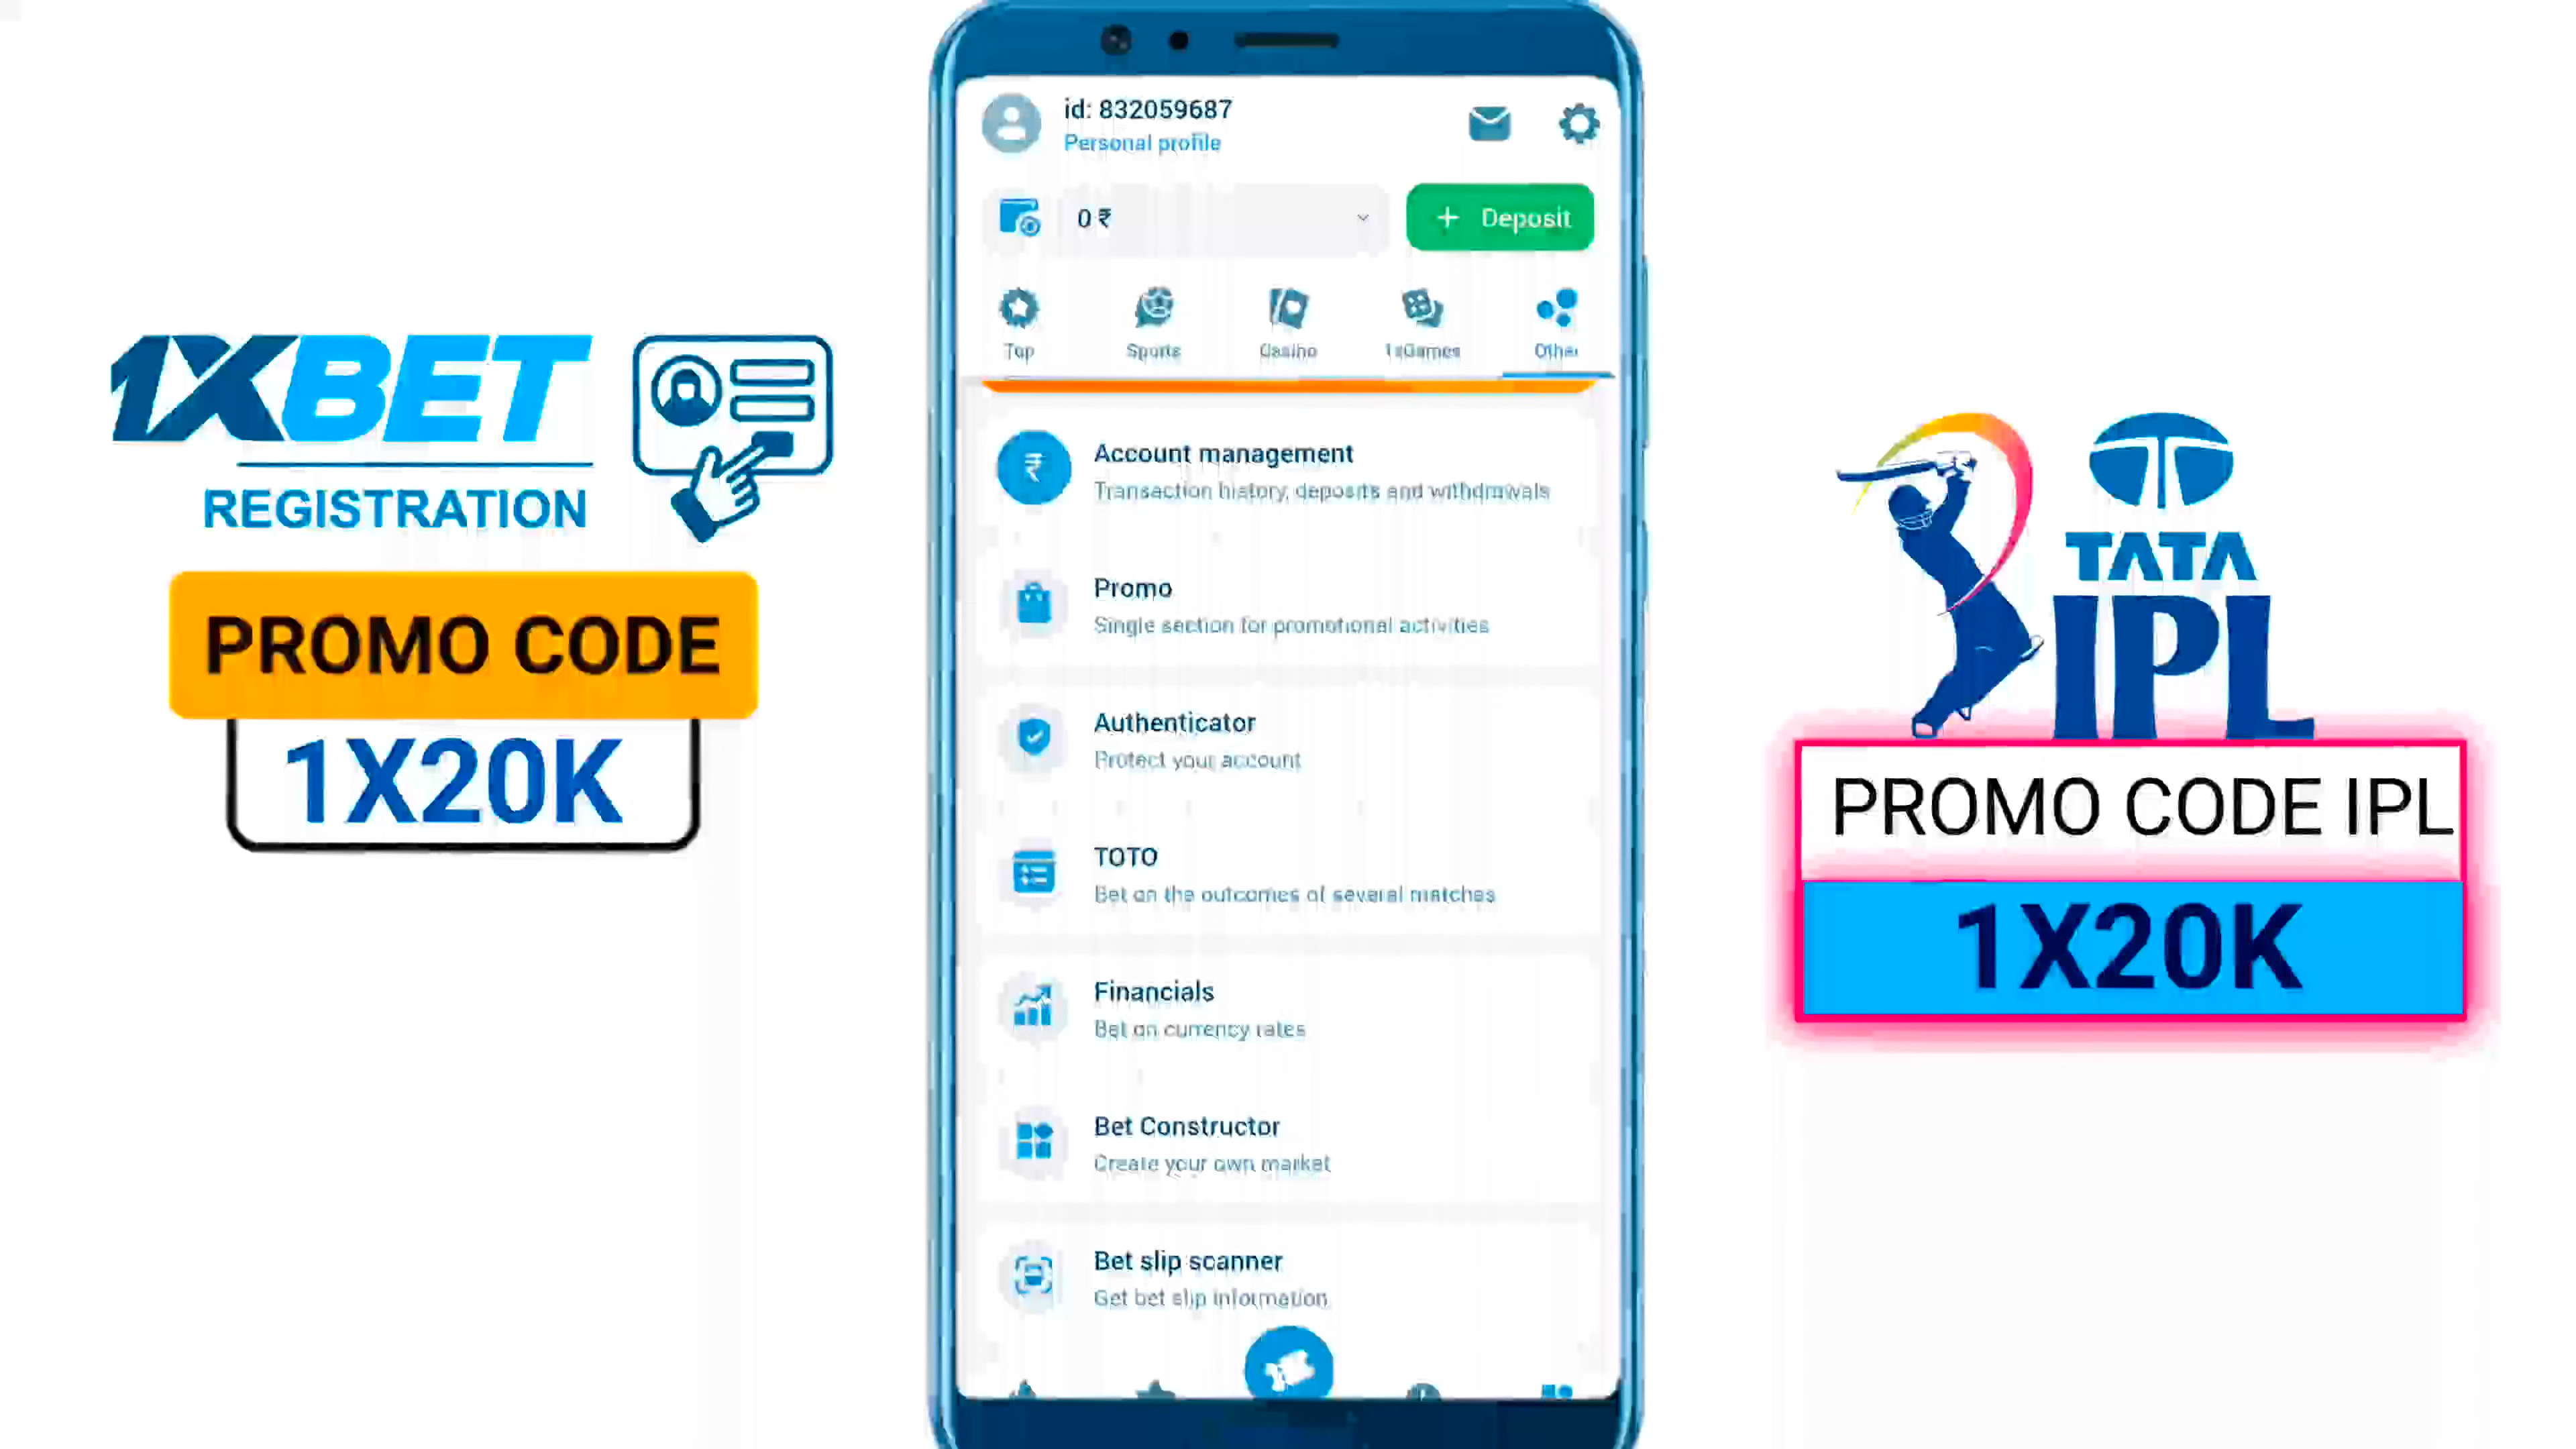 1XBET
REGISTRATION
PROMO CODE
1X20K
id: 832059687
Personal profile
0 ₹
+ Deposit
Top
Sports
Casino
1xGames
Other
Account management
Transaction history, deposits and withdrawals
Promo
Single section for promotional activities
Authenticator
Protect your account
TOTO
Bet on the outcomes of several matches
Financials
Bet on currency rates
Bet Constructor
Create your own market
Bet slip scanner
Get bet slip information
TATA
IPL
PROMO CODE IPL
1X20K